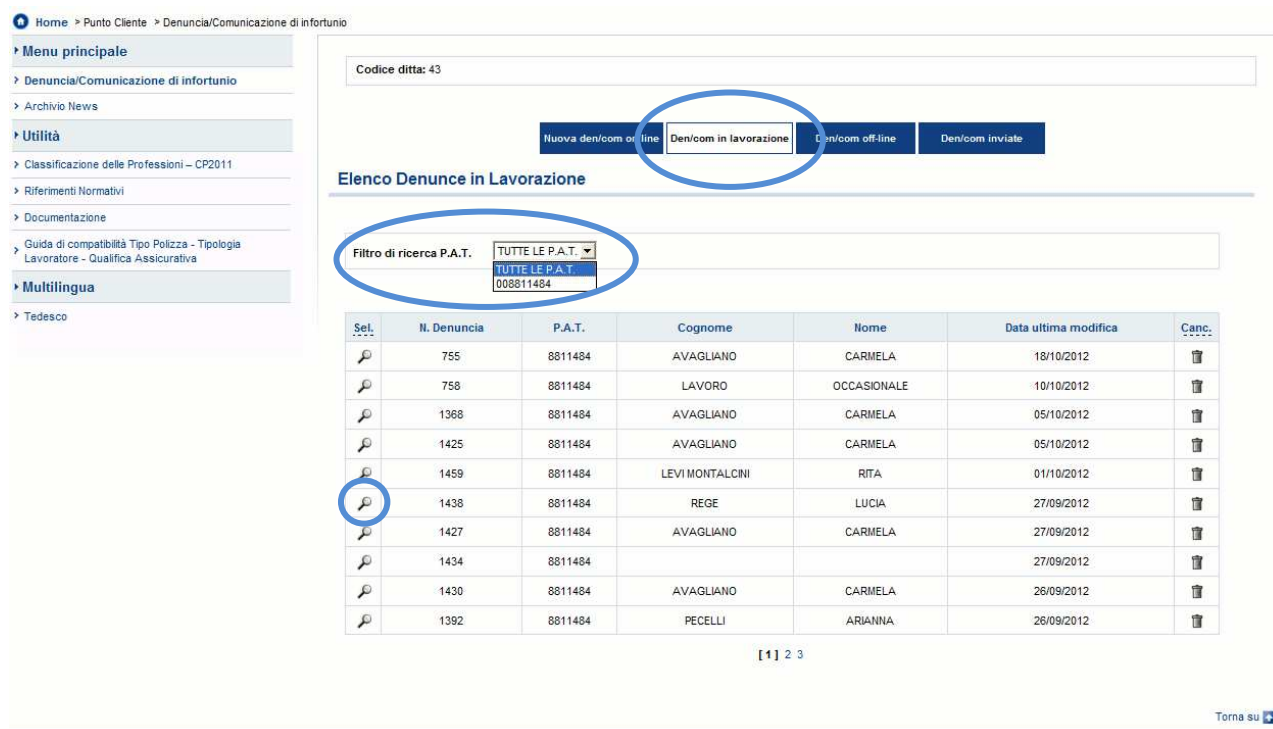 Home > Punto Cliente > Denuncia/Comunicazione di infortunio
Menu principale
Denuncia/Comunicazione di infortunio
Archivio News
Utilità
Classificazione delle Professioni – CP2011
Riferimenti Normativi
Documentazione
Guida di compatibilità Tipo Polizza - Tipologia
Lavoratore - Qualifica Assicurativa
Multilingua
Tedesco
Codice ditta: 43
Nuova den/com on line Den/com in lavorazione Den/com off-line Den/com inviate
Elenco Denunce in Lavorazione
Filtro di ricerca P.A.T. TUTTE LE P.A.T.
TUTTE LE P.A.T.
008811484
Sel. N. Denuncia P.A.T. Cognome Nome Data ultima modifica Canc.
755 8811484 AVAGLIANO CARMELA 18/10/2012
758 8811484 LAVORO OCCASIONALE 10/10/2012
1368 8811484 AVAGLIANO CARMELA 05/10/2012
1425 8811484 AVAGLIANO CARMELA 05/10/2012
1459 8811484 LEVI MONTALCINI RITA 01/10/2012
1438 8811484 REGE LUCIA 27/09/2012
1427 8811484 AVAGLIANO CARMELA 27/09/2012
1434 8811484 27/09/2012
1430 8811484 AVAGLIANO CARMELA 26/09/2012
1392 8811484 PECELLI ARIANNA 26/09/2012
[1] 2 3
Torna su